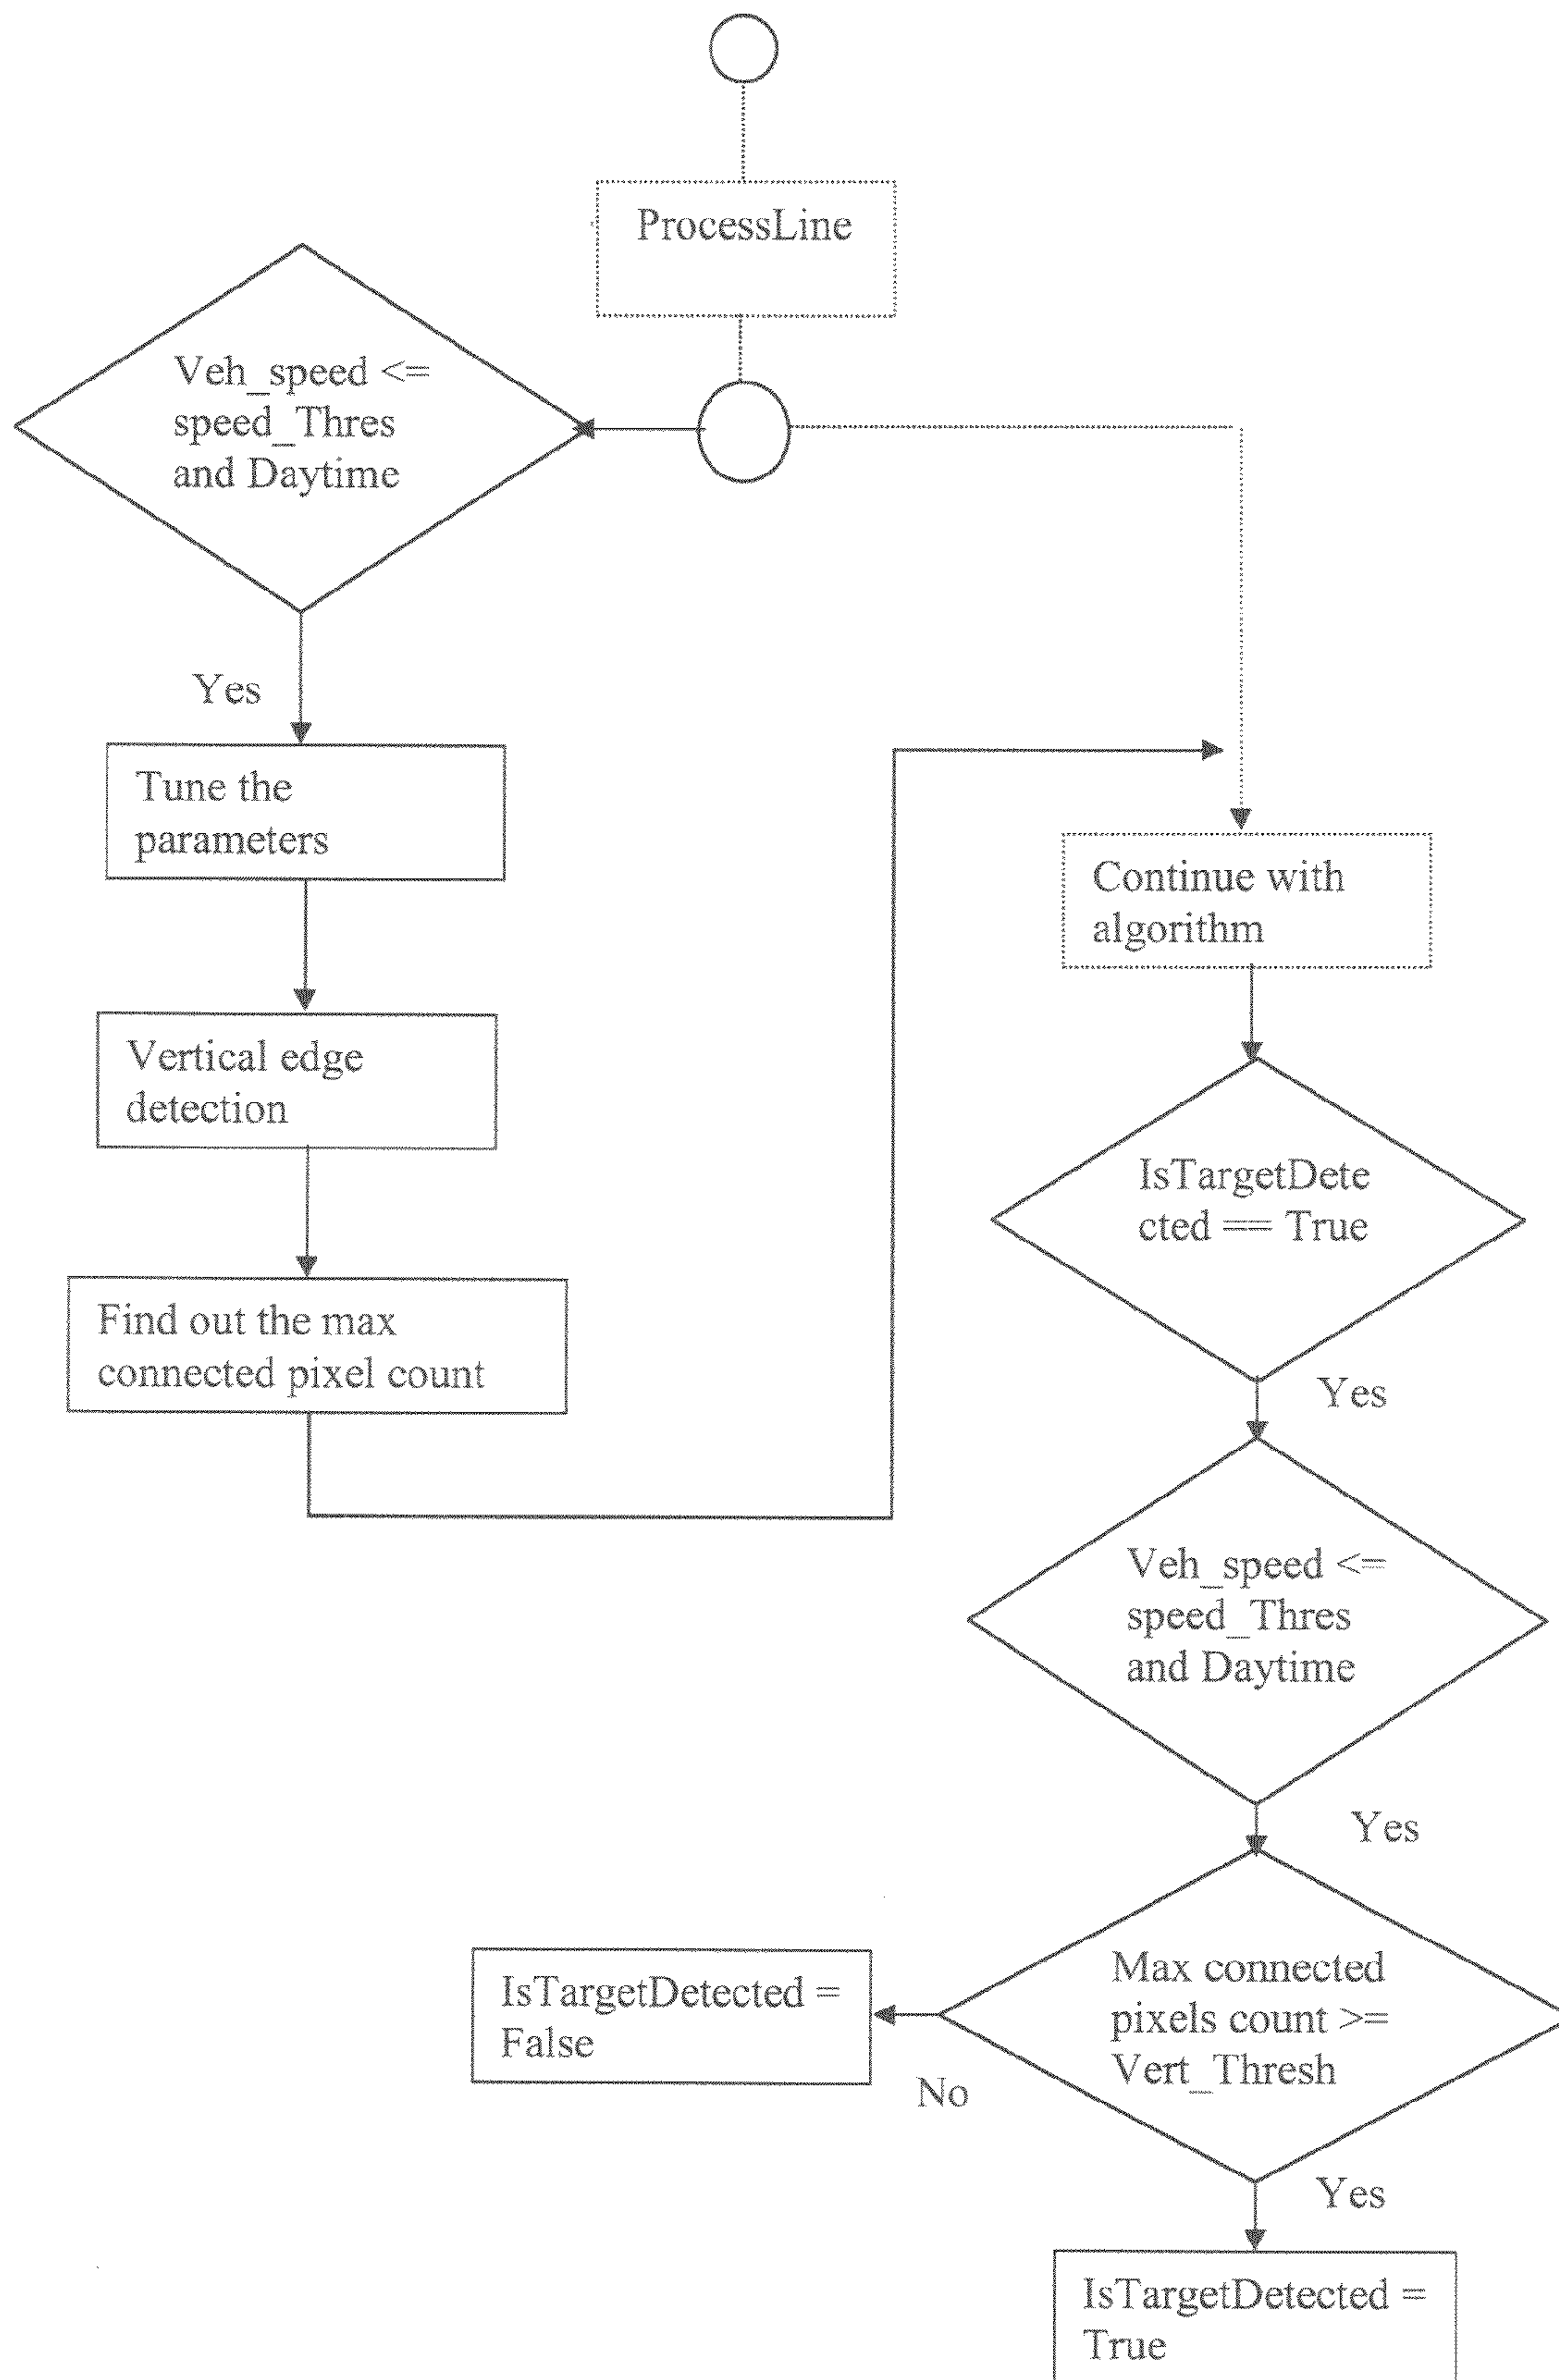 ProcessLine
Veh_speed <=
speed_Thres
and Daytime
Yes
Tune the
parameters
Vertical edge
detection
Find out the max
connected pixel count
Continue with
algorithm
IsTargetDete
cted == True
Yes
Veh_speed <=
speed_Thres
and Daytime
Yes
Max connected
pixels count >=
Vert_Thresh
IsTargetDetected =
False
No
Yes
IsTargetDetected =
True